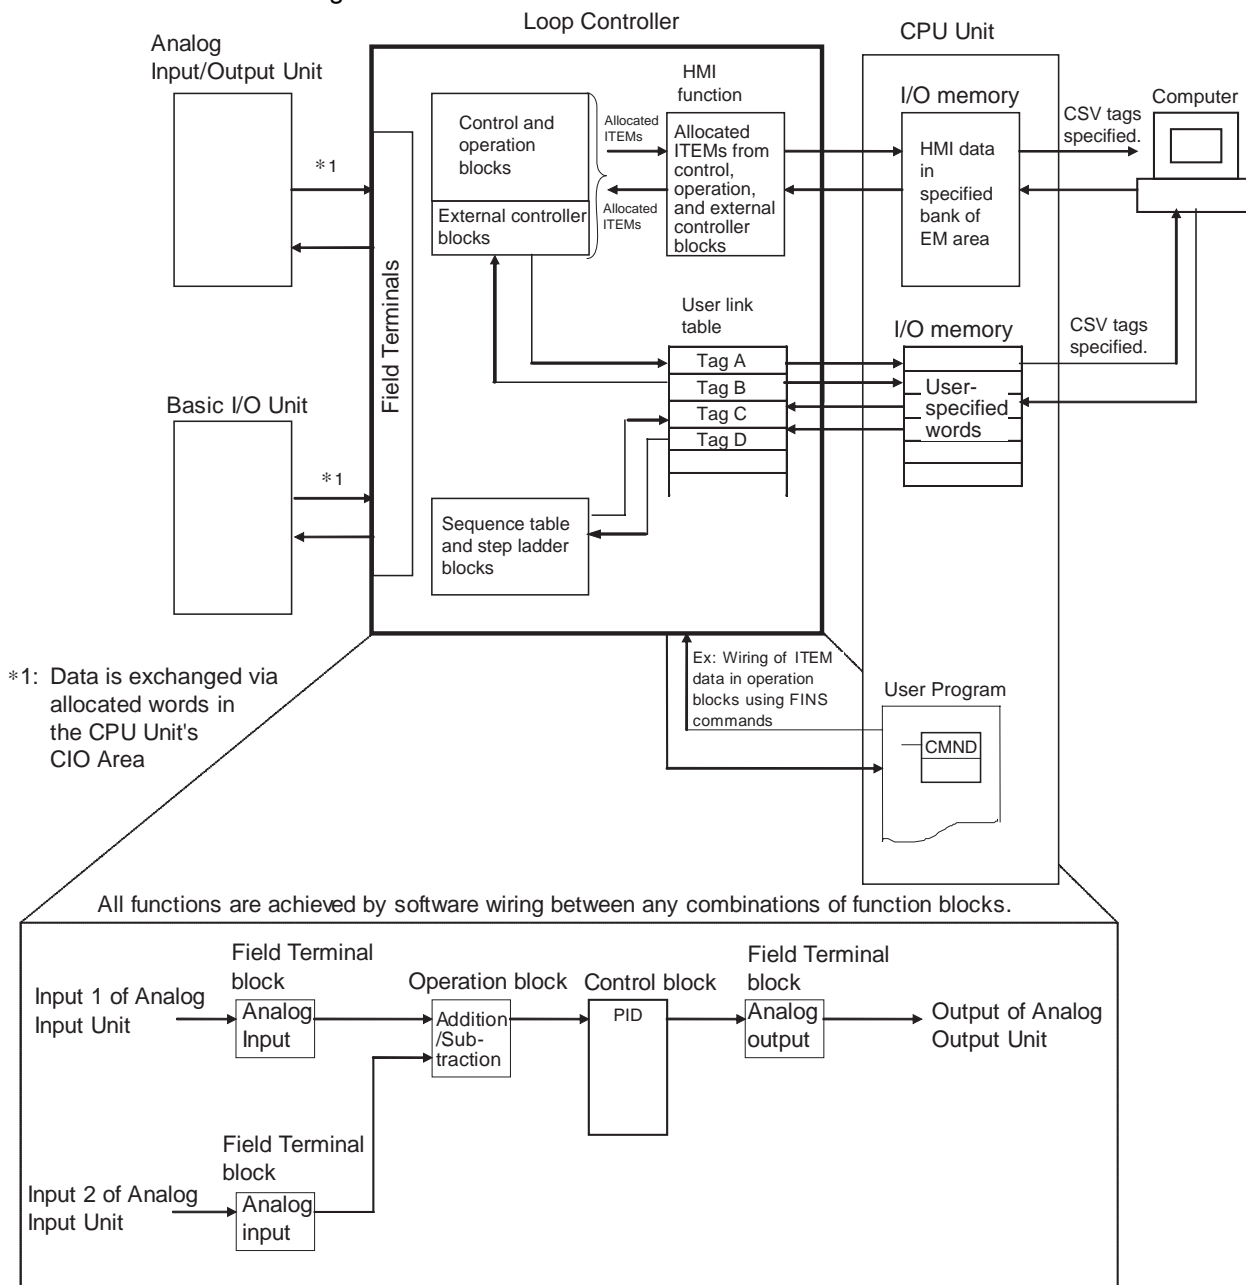 Loop Controller
CPU Unit
Analog
Input/Output Unit
HMI
function
I/O memory
Computer
CSV tags
specified.
Control and
operation
blocks
External controller
blocks
Allocated
ITEMs
Allocated
ITEMs
Allocated
ITEMs from
control,
operation,
and external
controller
blocks
HMI data
in
specified
bank of
EM area
*1
Field Terminals
User link
table
I/O memory
CSV tags
specified.
Tag A
Tag B
Tag C
Tag D
User-
specified
words
Basic I/O Unit
*1
Sequence table
and step ladder
blocks
*1: Data is exchanged via
allocated words in
the CPU Unit's
CIO Area
Ex: Wiring of ITEM
data in operation
blocks using FINS
commands
User Program
CMND
All functions are achieved by software wiring between any combinations of function blocks.
Field Terminal
block
Operation block
Control block
Field Terminal
block
Input 1 of Analog
Input Unit
Analog
Input
Addition
/Sub-
traction
PID
Analog
output
Output of Analog
Output Unit
Field Terminal
block
Input 2 of Analog
Input Unit
Analog
input